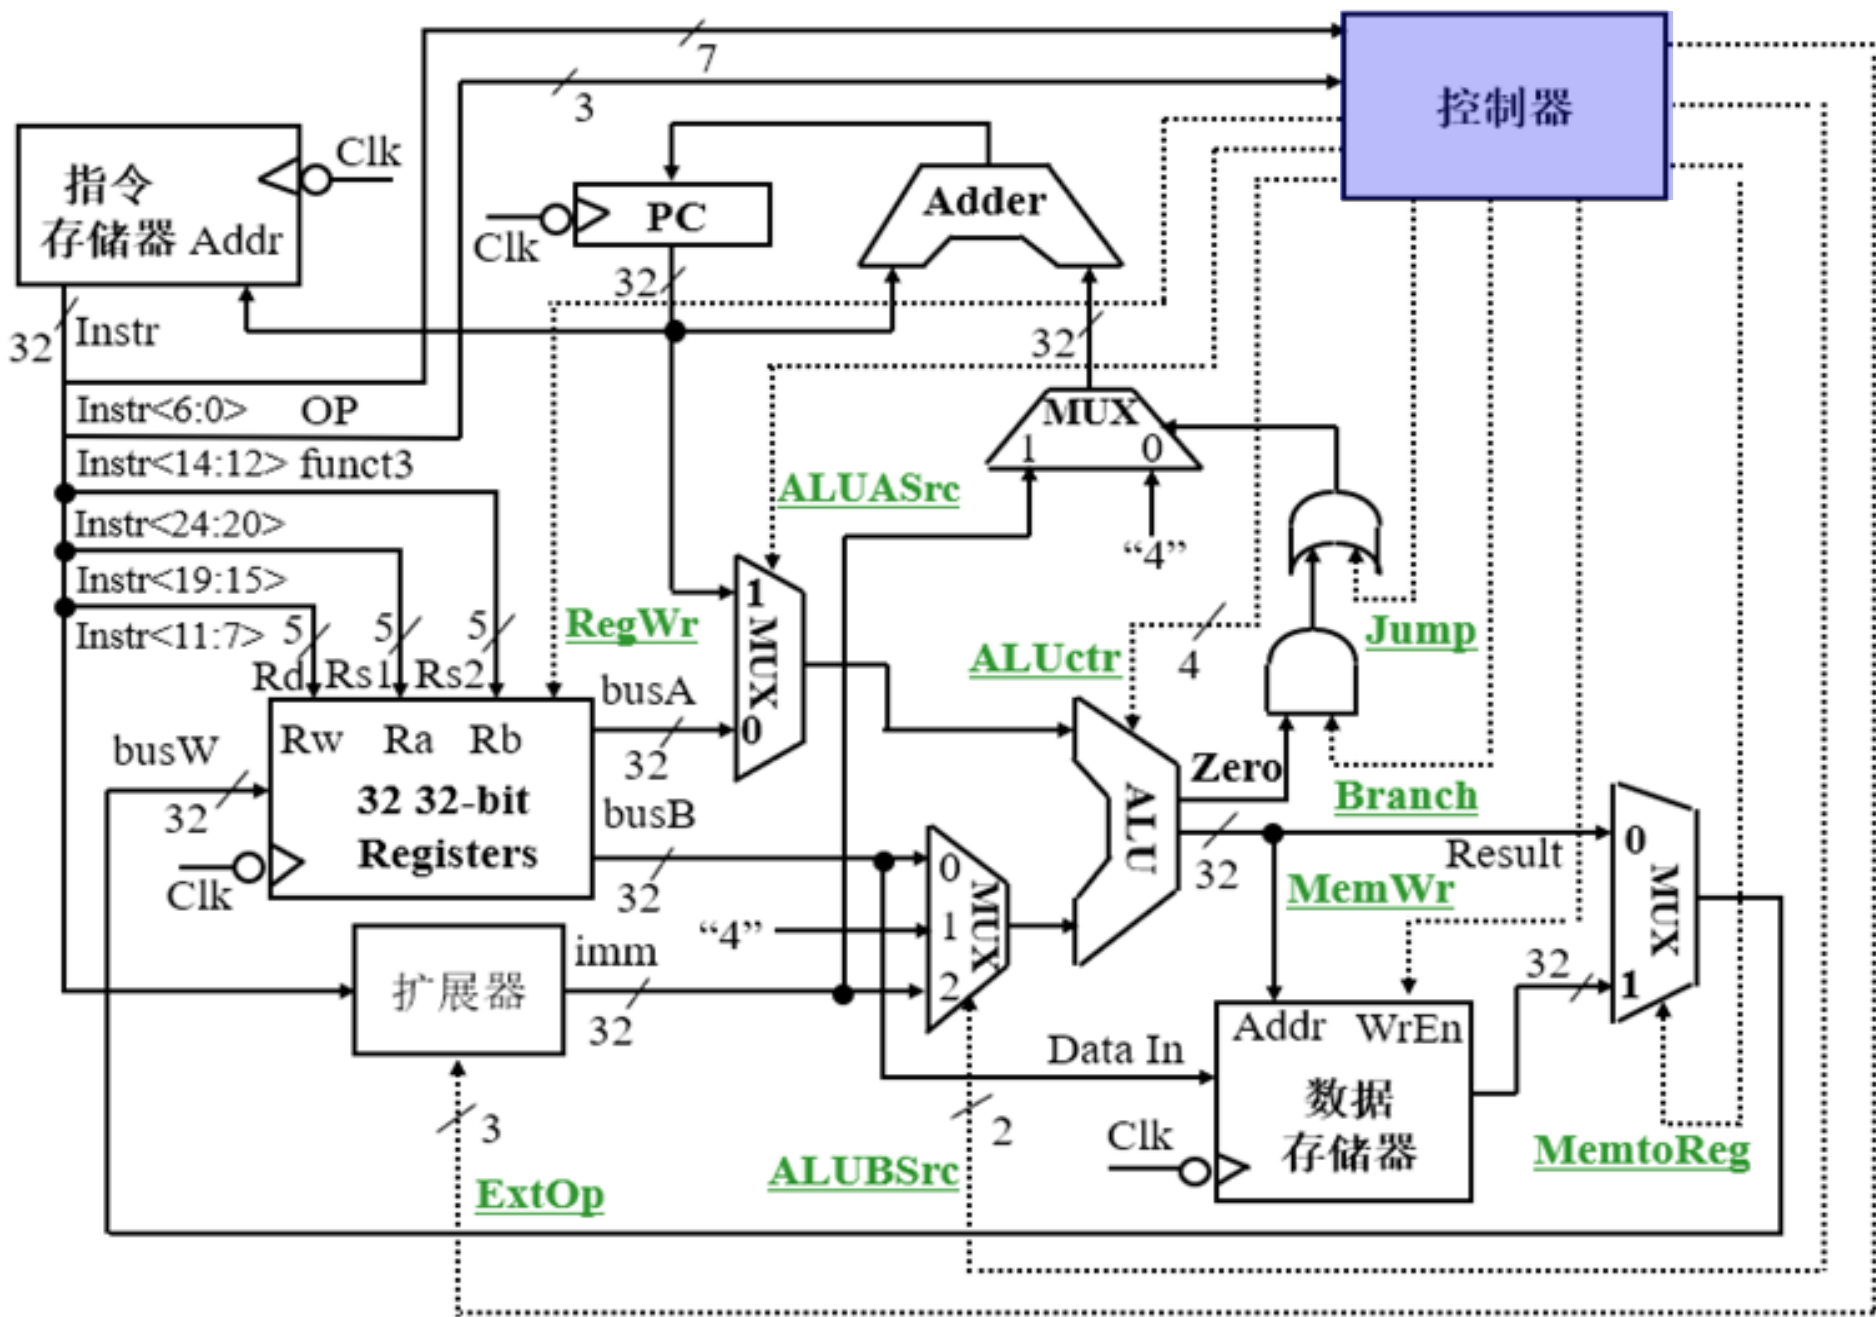 7
3
控制器
Clk
指令
存储器 Addr
PC
Clk
Adder
32
32
Instr
32
Instr<6:0> OP
MUX
1 0
Instr<14:12> funct3
ALUASrc
Instr<24:20>
“4”
Instr<19:15>
1
MUX
0
RegWr
Instr<11:7>
5
5
5
Jump
ALUctr
4
Rd
Rs1
Rs2
busA
32
busW
32
Rw Ra Rb
32 32-bit
Registers
Clk
busB
32
Zero
ALU
Branch
32
Result
0
MUX
1
0
1
2
MUX
“4”
MemWr
imm
32
扩展器
32
Addr WrEn
Data In
数据
存储器
Clk
3
2
ExtOp
ALUBSrc
MemtoReg